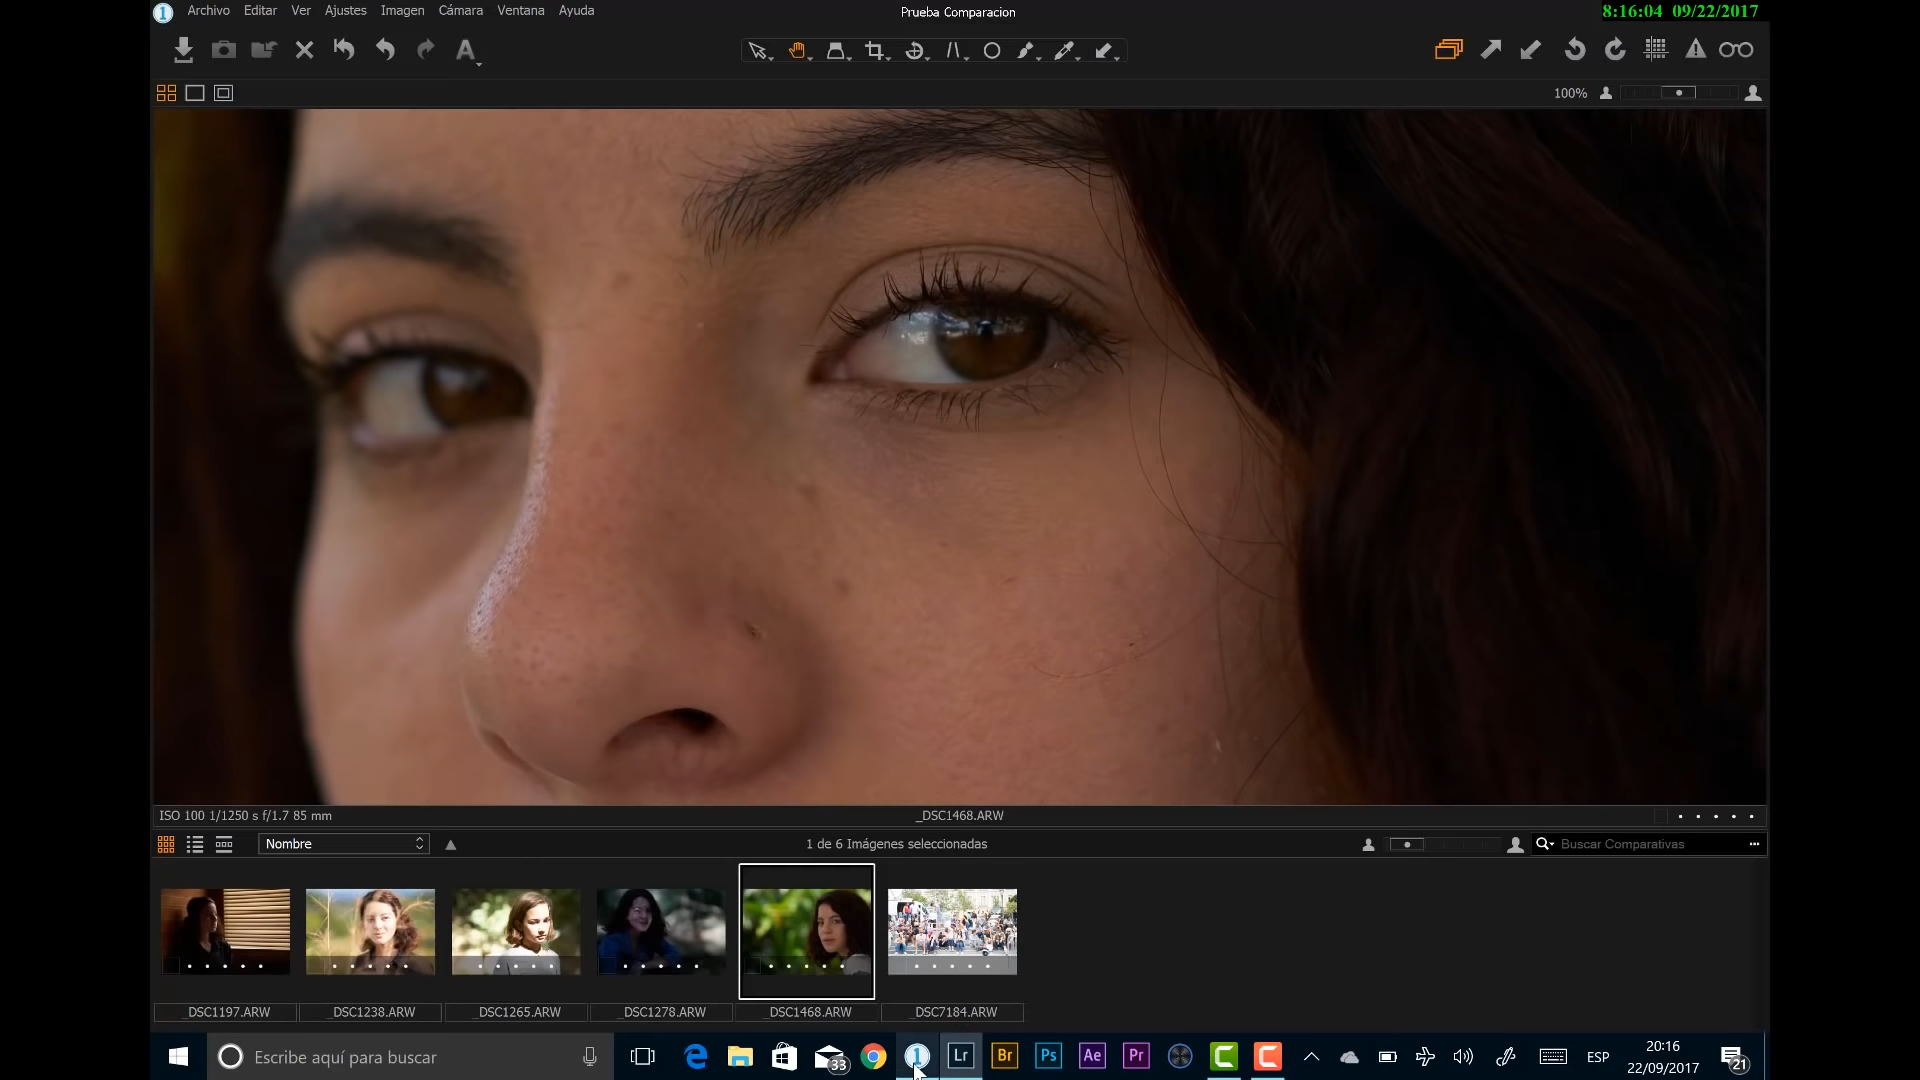 Archivo Editar Ver Ajustes Imagen Cámara Ventana Ayuda
Prueba Comparacion
8:16:04 09/22/2017
A
100%
ISO 100 1/1250 s f/1.7 85 mm
_DSC1468.ARW
Nombre
1 de 6 Imágenes seleccionadas
Buscar Comparativas
_DSC1197.ARW
_DSC1238.ARW
_DSC1265.ARW
_DSC1278.ARW
_DSC1468.ARW
_DSC7184.ARW
Escribe aquí para buscar
33
1
Lr
Br
Ps
Ae
Pr
ESP
20:16
22/09/2017
21